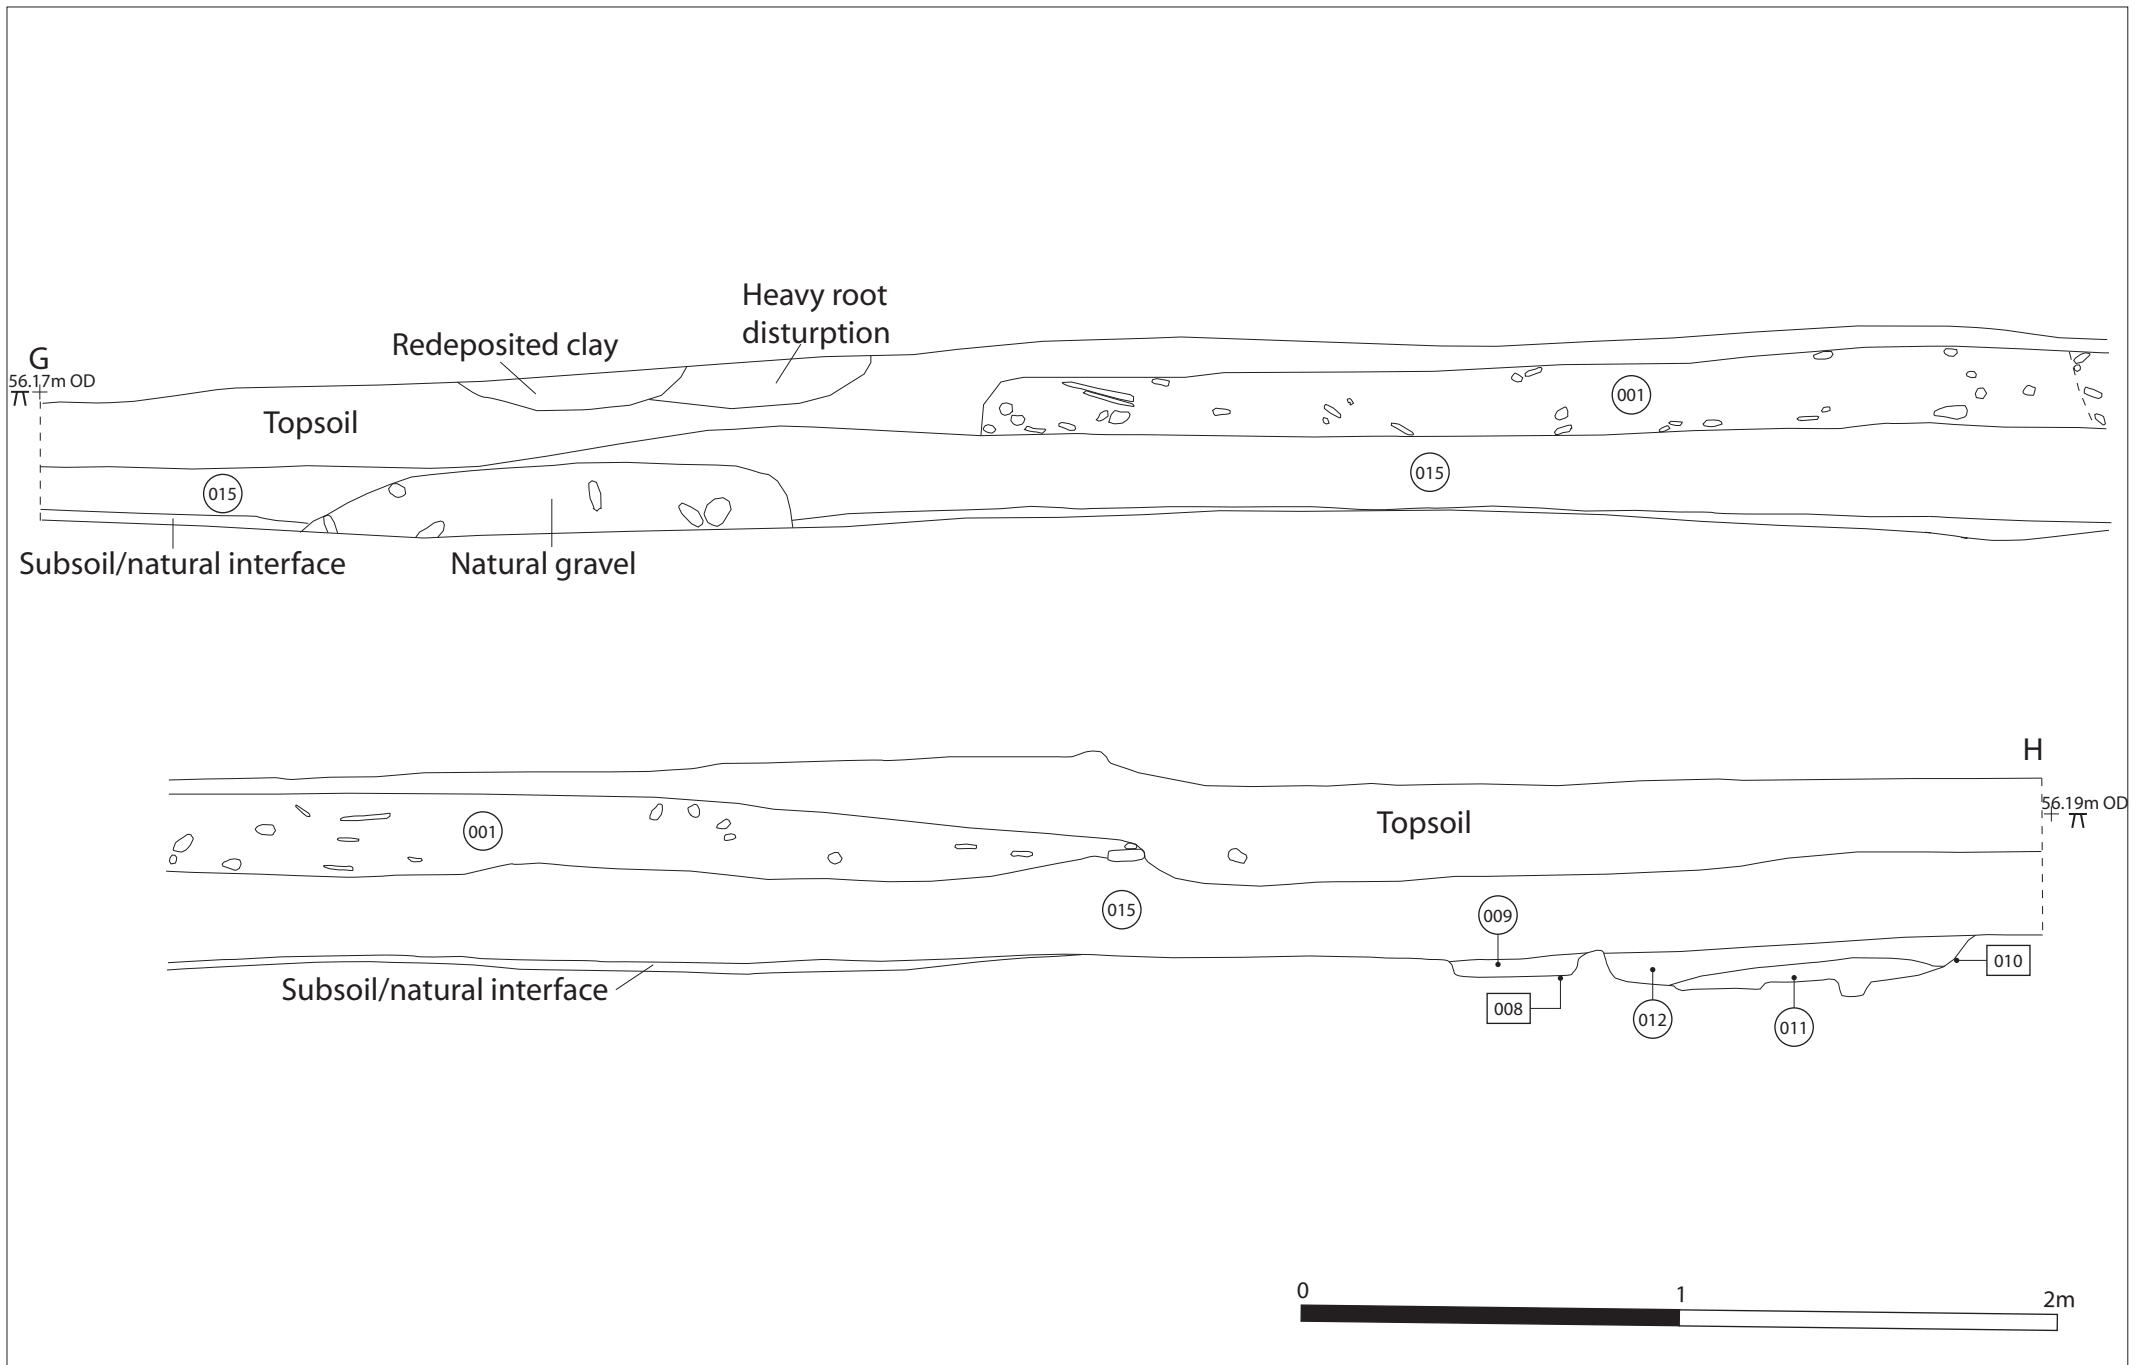 Heavy root
disturption
Redeposited clay
G
56.17m OD
Topsoil
001
015
015
Subsoil/natural interface
Natural gravel
H
56.19m OD
Topsoil
001
015
009
Subsoil/natural interface
010
008
012
011
0
1
2m